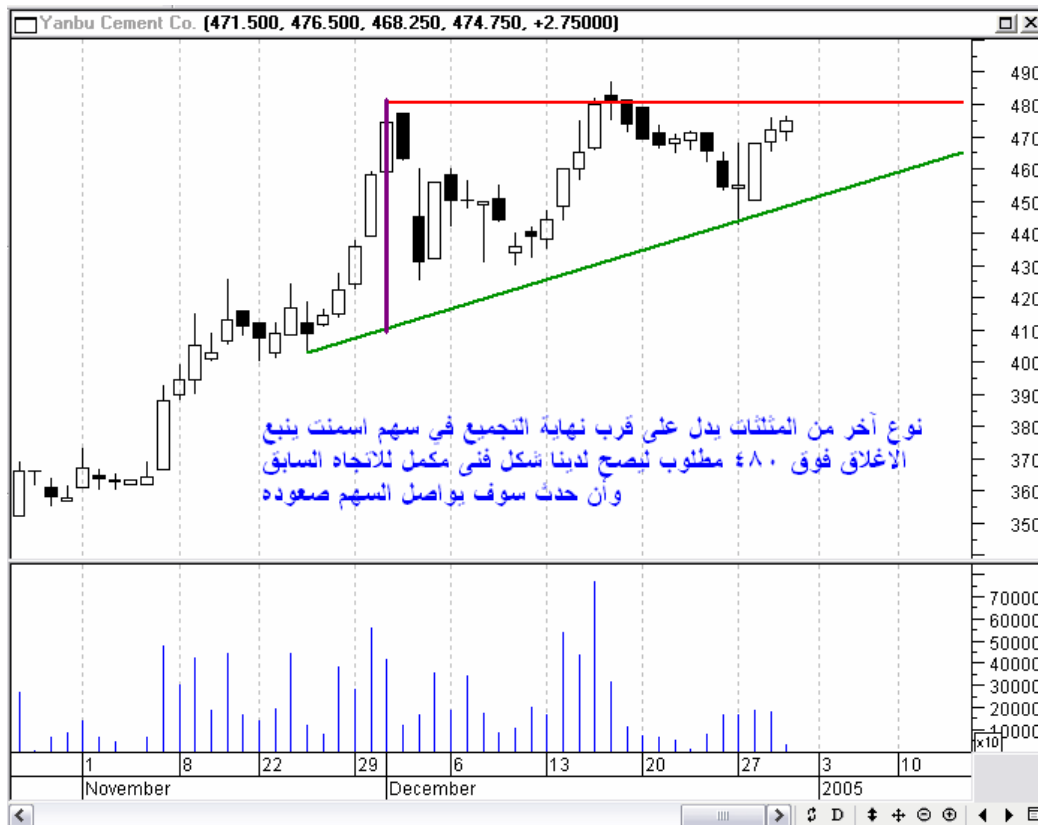 Yanbu Cement Co. (471.500, 476.500, 468.250, 474.750, +2.75000)
490
480
470
460
450
440
430
420
410
400
390
380
370
360
350
نوع آخر من المثلثات يدل على قرب نهاية التجميع في سهم اسمنت ينبع
الاغلاق فوق ٤٨٠ مطلوب ليصح لدينا شكل فنى مكمل للاتجاه السابق
وأن حدث سوف يواصل السهم صعوده
70000
60000
50000
40000
30000
20000
10000
x10
1 8 22 29 6 13 20 27 3 10
November December 2005
D